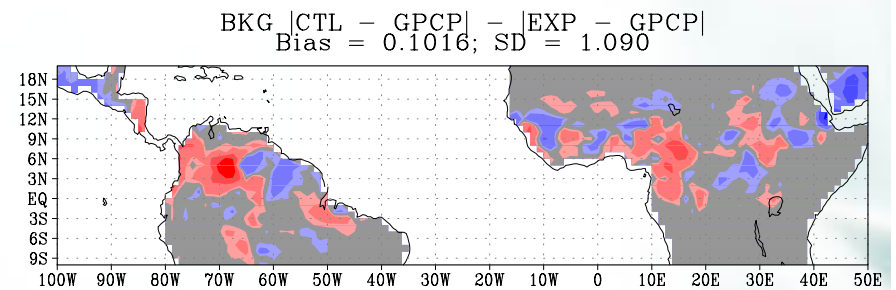 BKG |CTL − GPCP| − |EXP − GPCP|
Bias = 0.1016; SD = 1.090
18N
15N
12N
9N
6N
3N
EQ
3S
6S
9S
100W 90W 80W 70W 60W 50W 40W 30W 20W 10W 0 10E 20E 30E 40E 50E